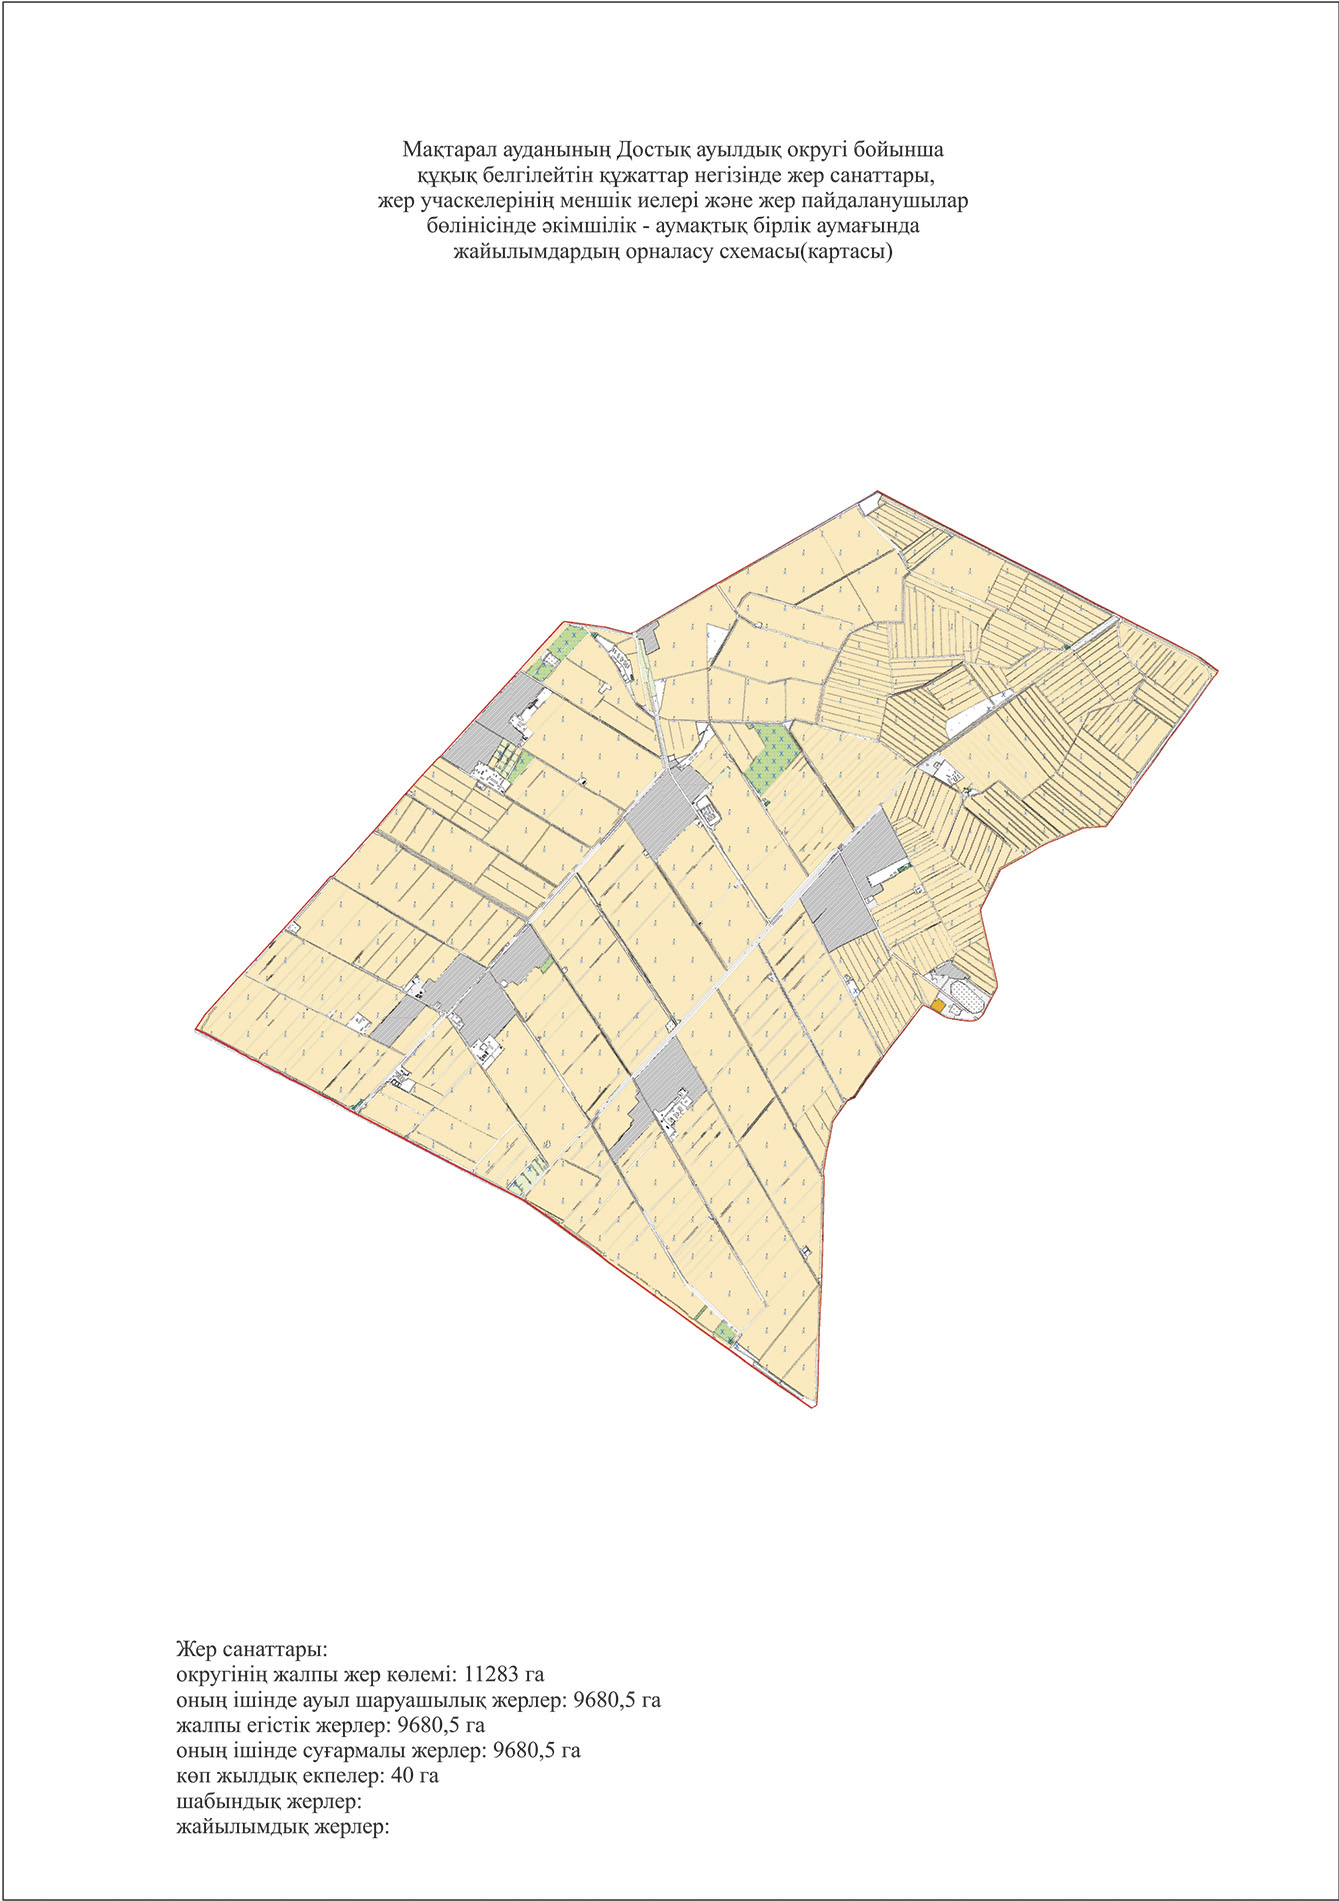 Мақтарал ауданының Достық ауылдық округі бойынша
құқық белгілейтін құжаттар негізінде жер санаттары,
жер учаскелерінің меншік иелері және жер пайдаланушылар
бөлінісінде әкімшілік - аумақтық бірлік аумағында
жайылымдардың орналасу схемасы(картасы)
Жер санаттары:
округінің жалпы жер көлемі: 11283 га
оның ішінде ауыл шаруашылық жерлер: 9680,5 га
жалпы егістік жерлер: 9680,5 га
оның ішінде суғармалы жерлер: 9680,5 га
көп жылдық екпелер: 40 га
шабындық жерлер:
жайылымдық жерлер: